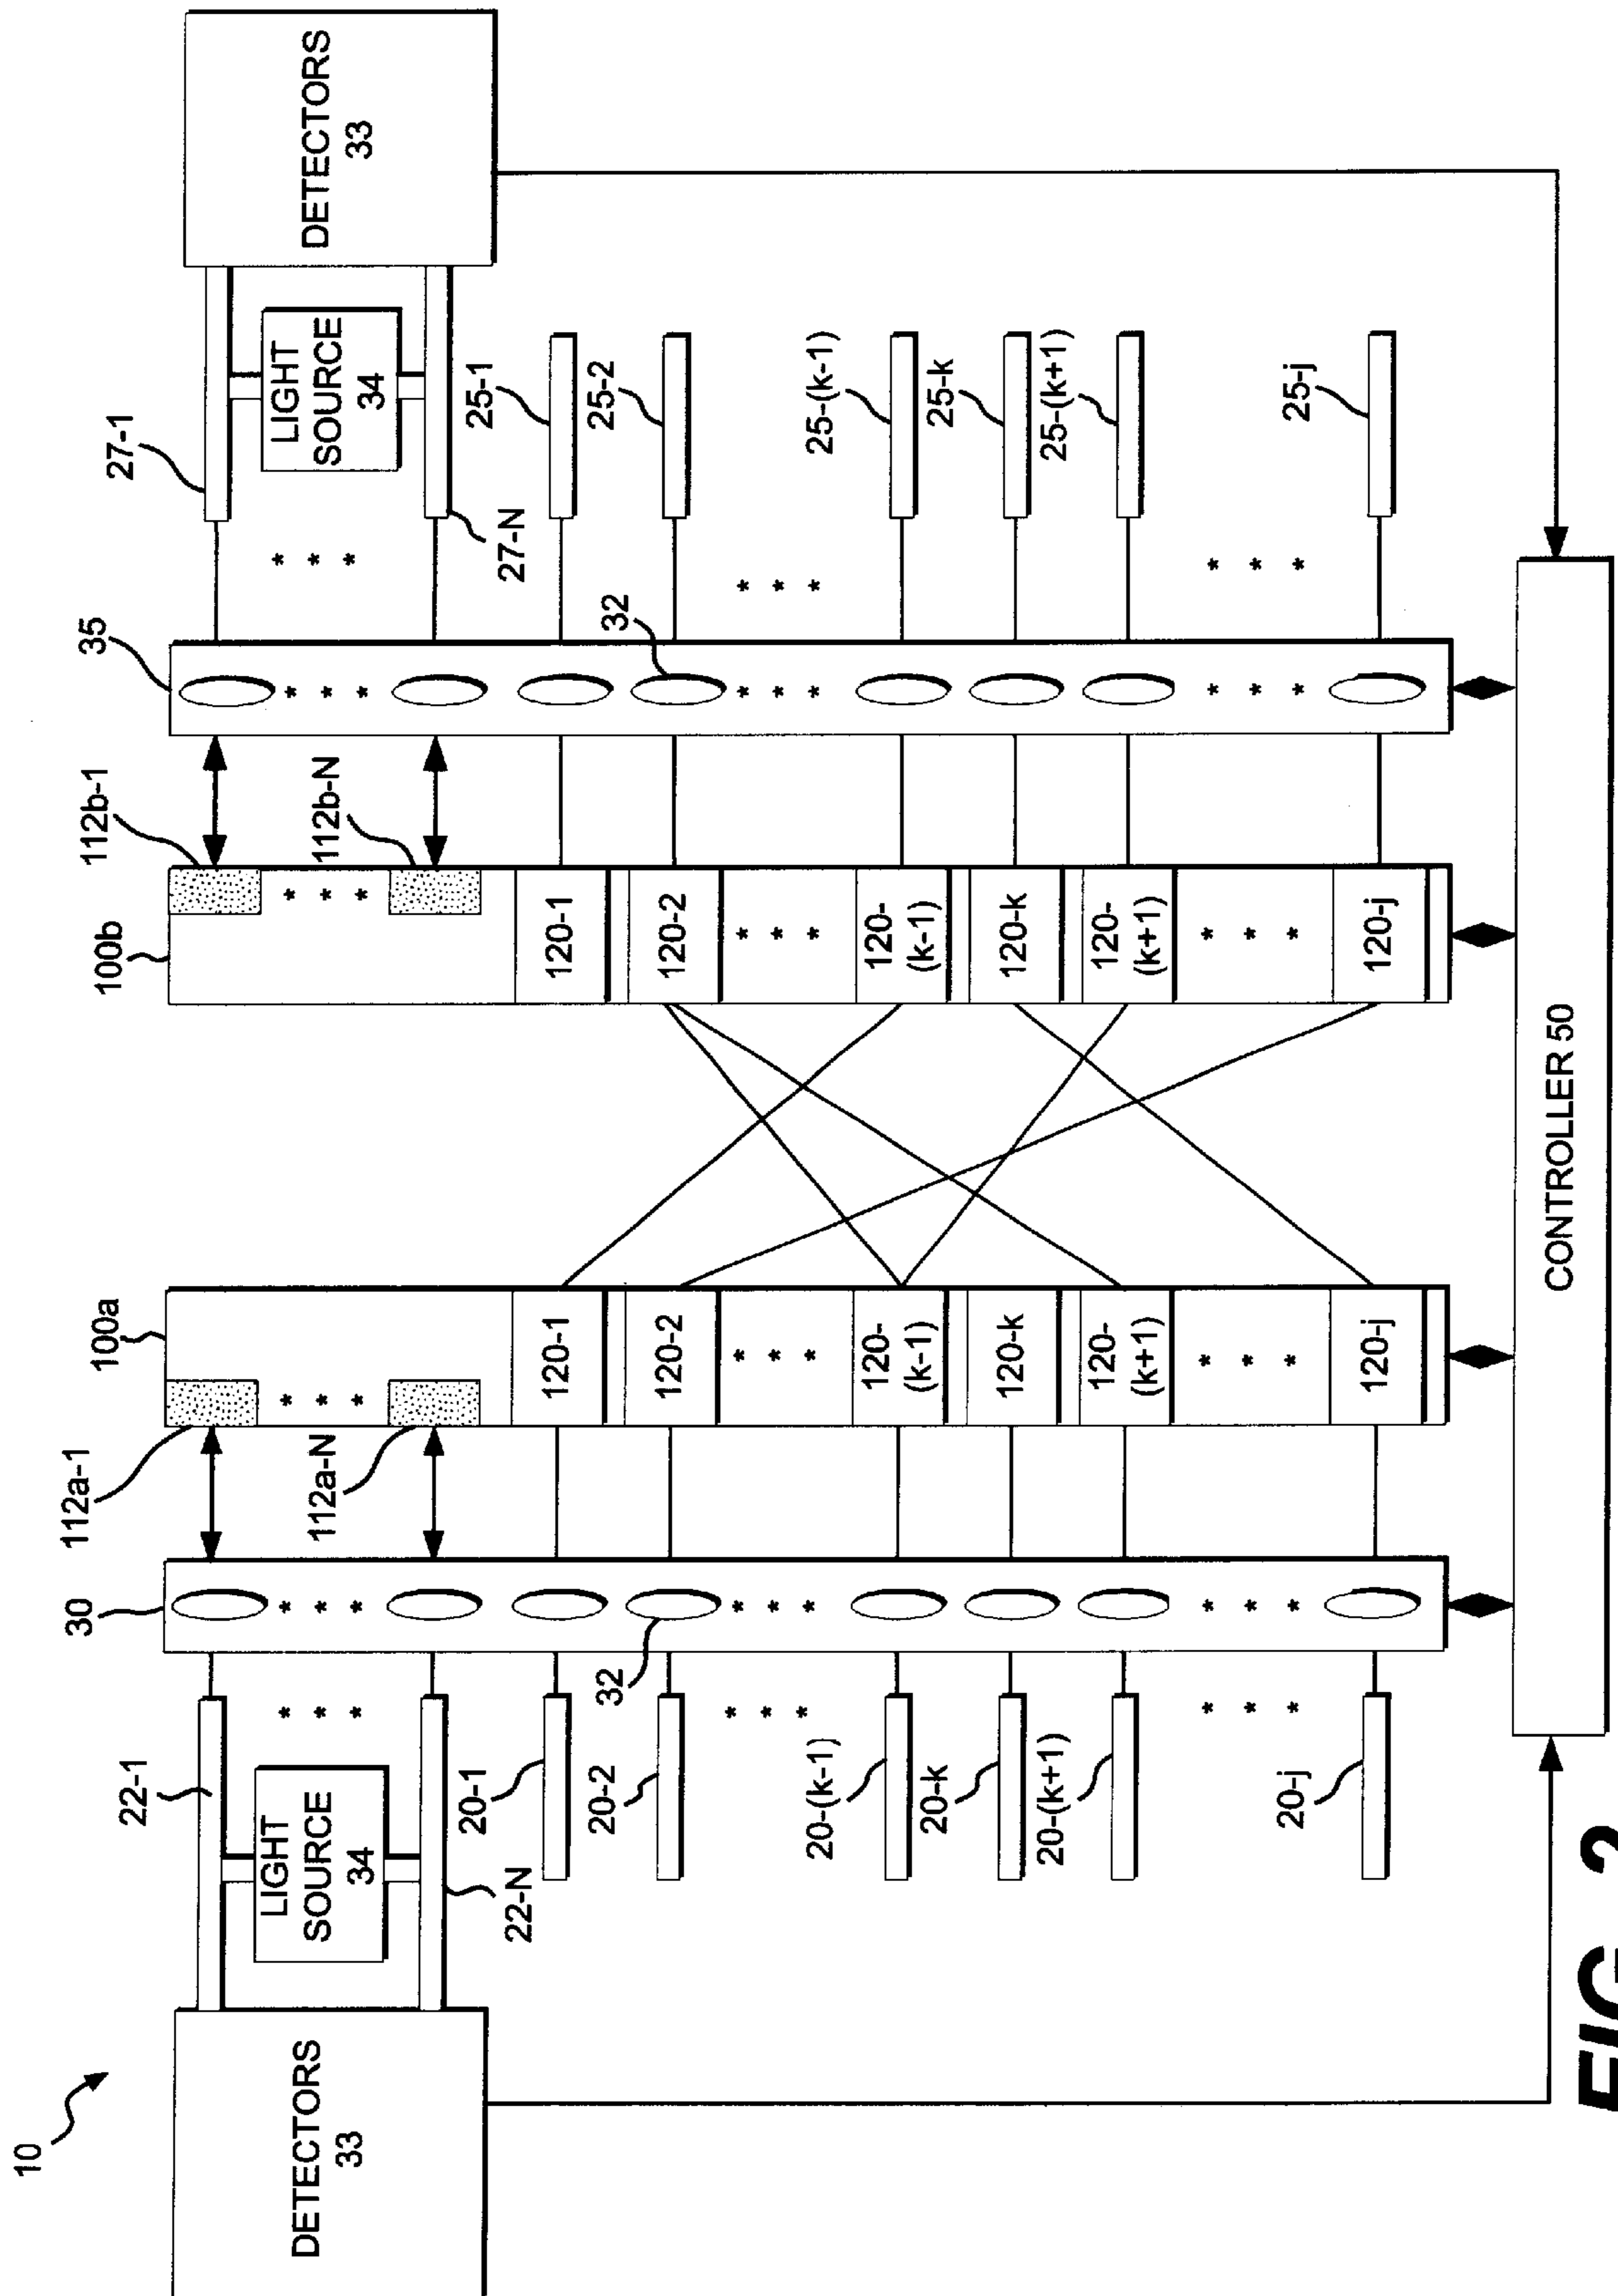 10
DETECTORS
33
LIGHT
SOURCE
34
22-1
22-N
20-1
20-2
20-(k-1)
20-k
20-(k+1)
20-j
30
32
* * *
* * *
* * *
* * *
* * *
* * *
112a-1
112a-N
100a
* * *
120-1
120-2
* * *
120-
(k-1)
120-k
120-
(k+1)
* * *
120-j
100b
112b-1
112b-N
* * *
120-1
120-2
* * *
120-
(k-1)
120-k
120-
(k+1)
* * *
120-j
35
32
* * *
* * *
* * *
* * *
* * *
* * *
27-1
27-N
LIGHT
SOURCE
34
25-1
25-2
25-(k-1)
25-k
25-(k+1)
25-j
DETECTORS
33
CONTROLLER 50
FIG. 2